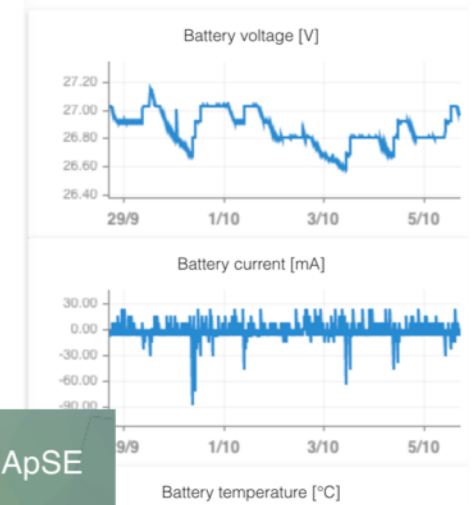 Battery voltage [V]
27.20
27.00
26.80
26.60
26.40
29/9 1/10 3/10 5/10
Battery current [mA]
30.00
0.00
-30.00
-60.00
-90.00
9/9 1/10 3/10 5/10
ApSE
Battery temperature [°C]